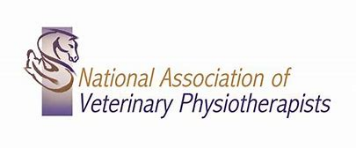 National Association of
Veterinary Physiotherapists